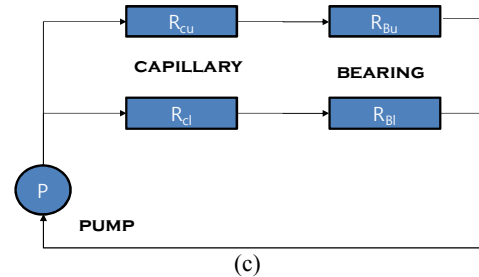 R_cu R_Bu
CAPILLARY BEARING
R_cl R_Bl
P
PUMP
(c)